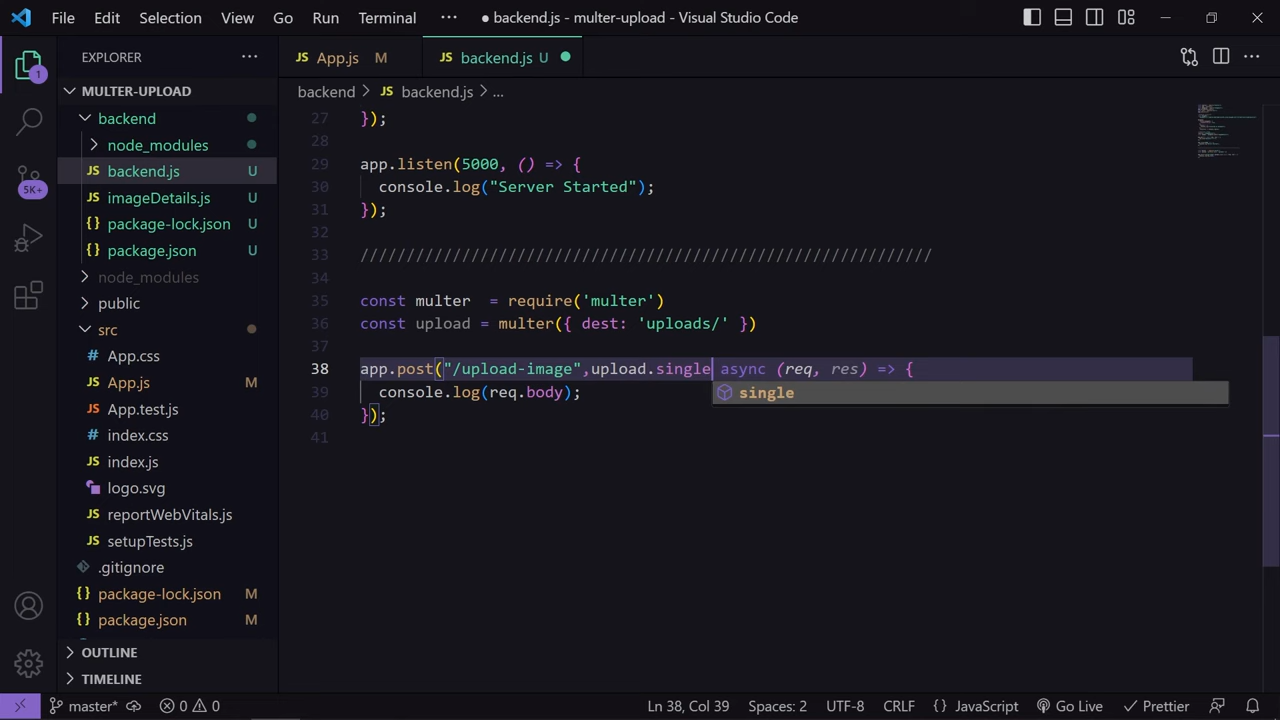 File Edit Selection View Go Run Terminal ··· ● backend.js - multer-upload - Visual Studio Code
EXPLORER ···
JS App.js M
JS backend.js U ●
1
5K+
MULTER-UPLOAD
backend
node_modules
JS backend.js U
JS imageDetails.js U
{} package-lock.json U
{} package.json U
node_modules
public
src
# App.css
JS App.js M
JS App.test.js
# index.css
JS index.js
logo.svg
JS reportWebVitals.js
JS setupTests.js
.gitignore
{} package-lock.json M
{} package.json M
OUTLINE
TIMELINE
backend > JS backend.js > ...
27 });
28
29 app.listen(5000, () => {
30 console.log("Server Started");
31 });
32
33 //////////////////////////////////////////////////////////////
34
35 const multer  = require('multer')
36 const upload = multer({ dest: 'uploads/' })
37
38 app.post("/upload-image",upload.single async (req, res) => {
single
39 console.log(req.body);
40 });
41
master* 0 0 Ln 38, Col 39 Spaces: 2 UTF-8 CRLF {} JavaScript Go Live Prettier